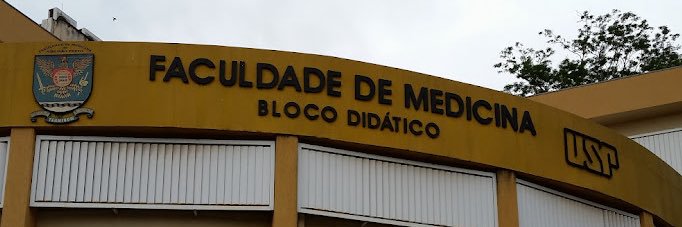 FACULDADE DE MEDICINA
BLOCO DIDÁTICO
USP